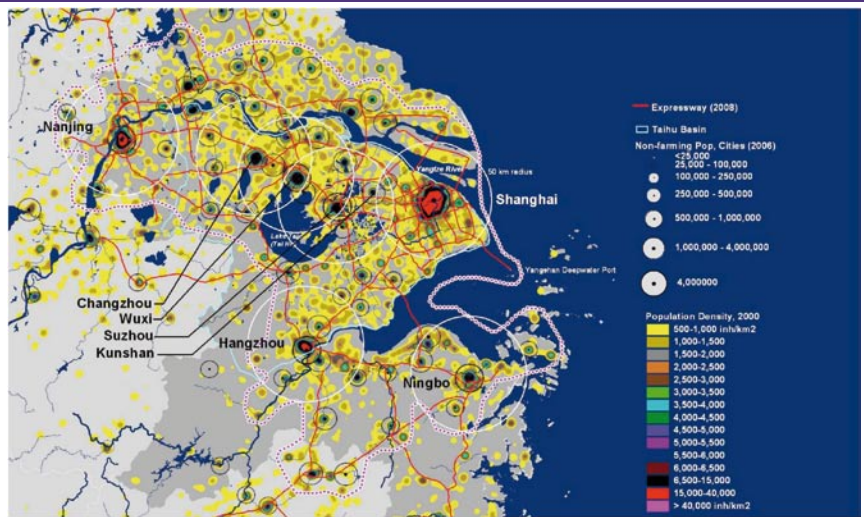 Nanjing
Changzhou
Wuxi
Suzhou
Kunshan
Hangzhou
Ningbo
Yangtze River
50 km radius
Shanghai
Yangshan Deepwater Port
Expressway (2008)
Taihu Basin
Non-farming Pop, Cities (2006)
<25,000
25,000 - 100,000
100,000 - 250,000
250,000 - 500,000
500,000 - 1,000,000
1,000,000 - 4,000,000
4,000000
Population Density, 2000
500-1,000 inh/km2
1,000-1,500
1,500-2,000
2,000-2,500
2,500-3,000
3,000-3,500
3,500-4,000
4,000-4,500
4,500-5,000
5,000-5,500
5,500-6,000
6,000-6,500
6,500-15,000
15,000-40,000
> 40,000 inh/km2